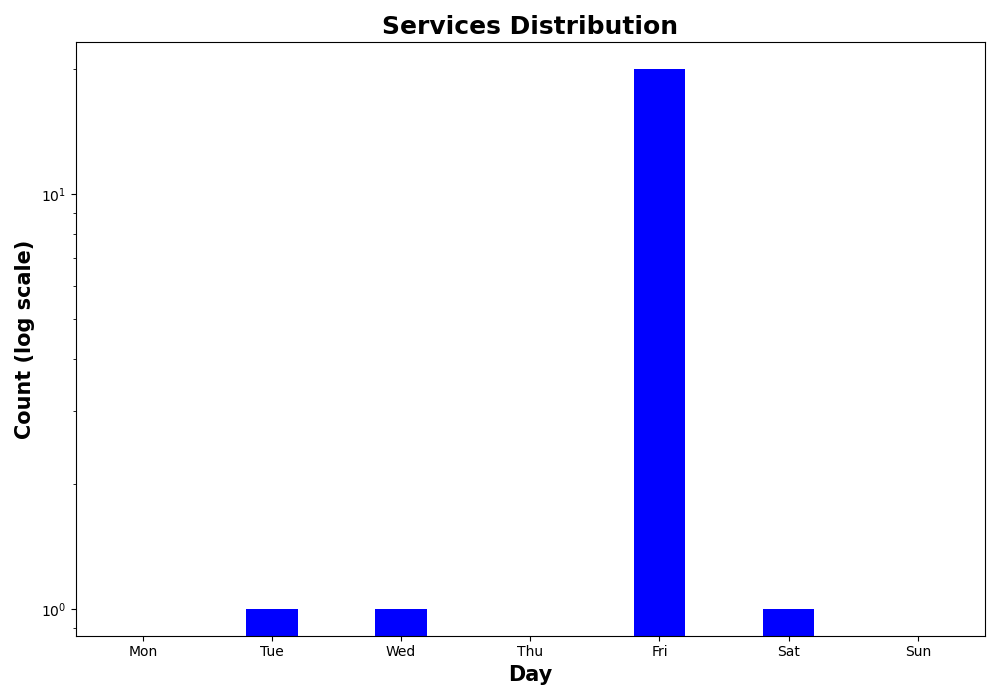 Services Distribution
Count (log scale)
10¹
10⁰
Mon Tue Wed Thu Fri Sat Sun
Day